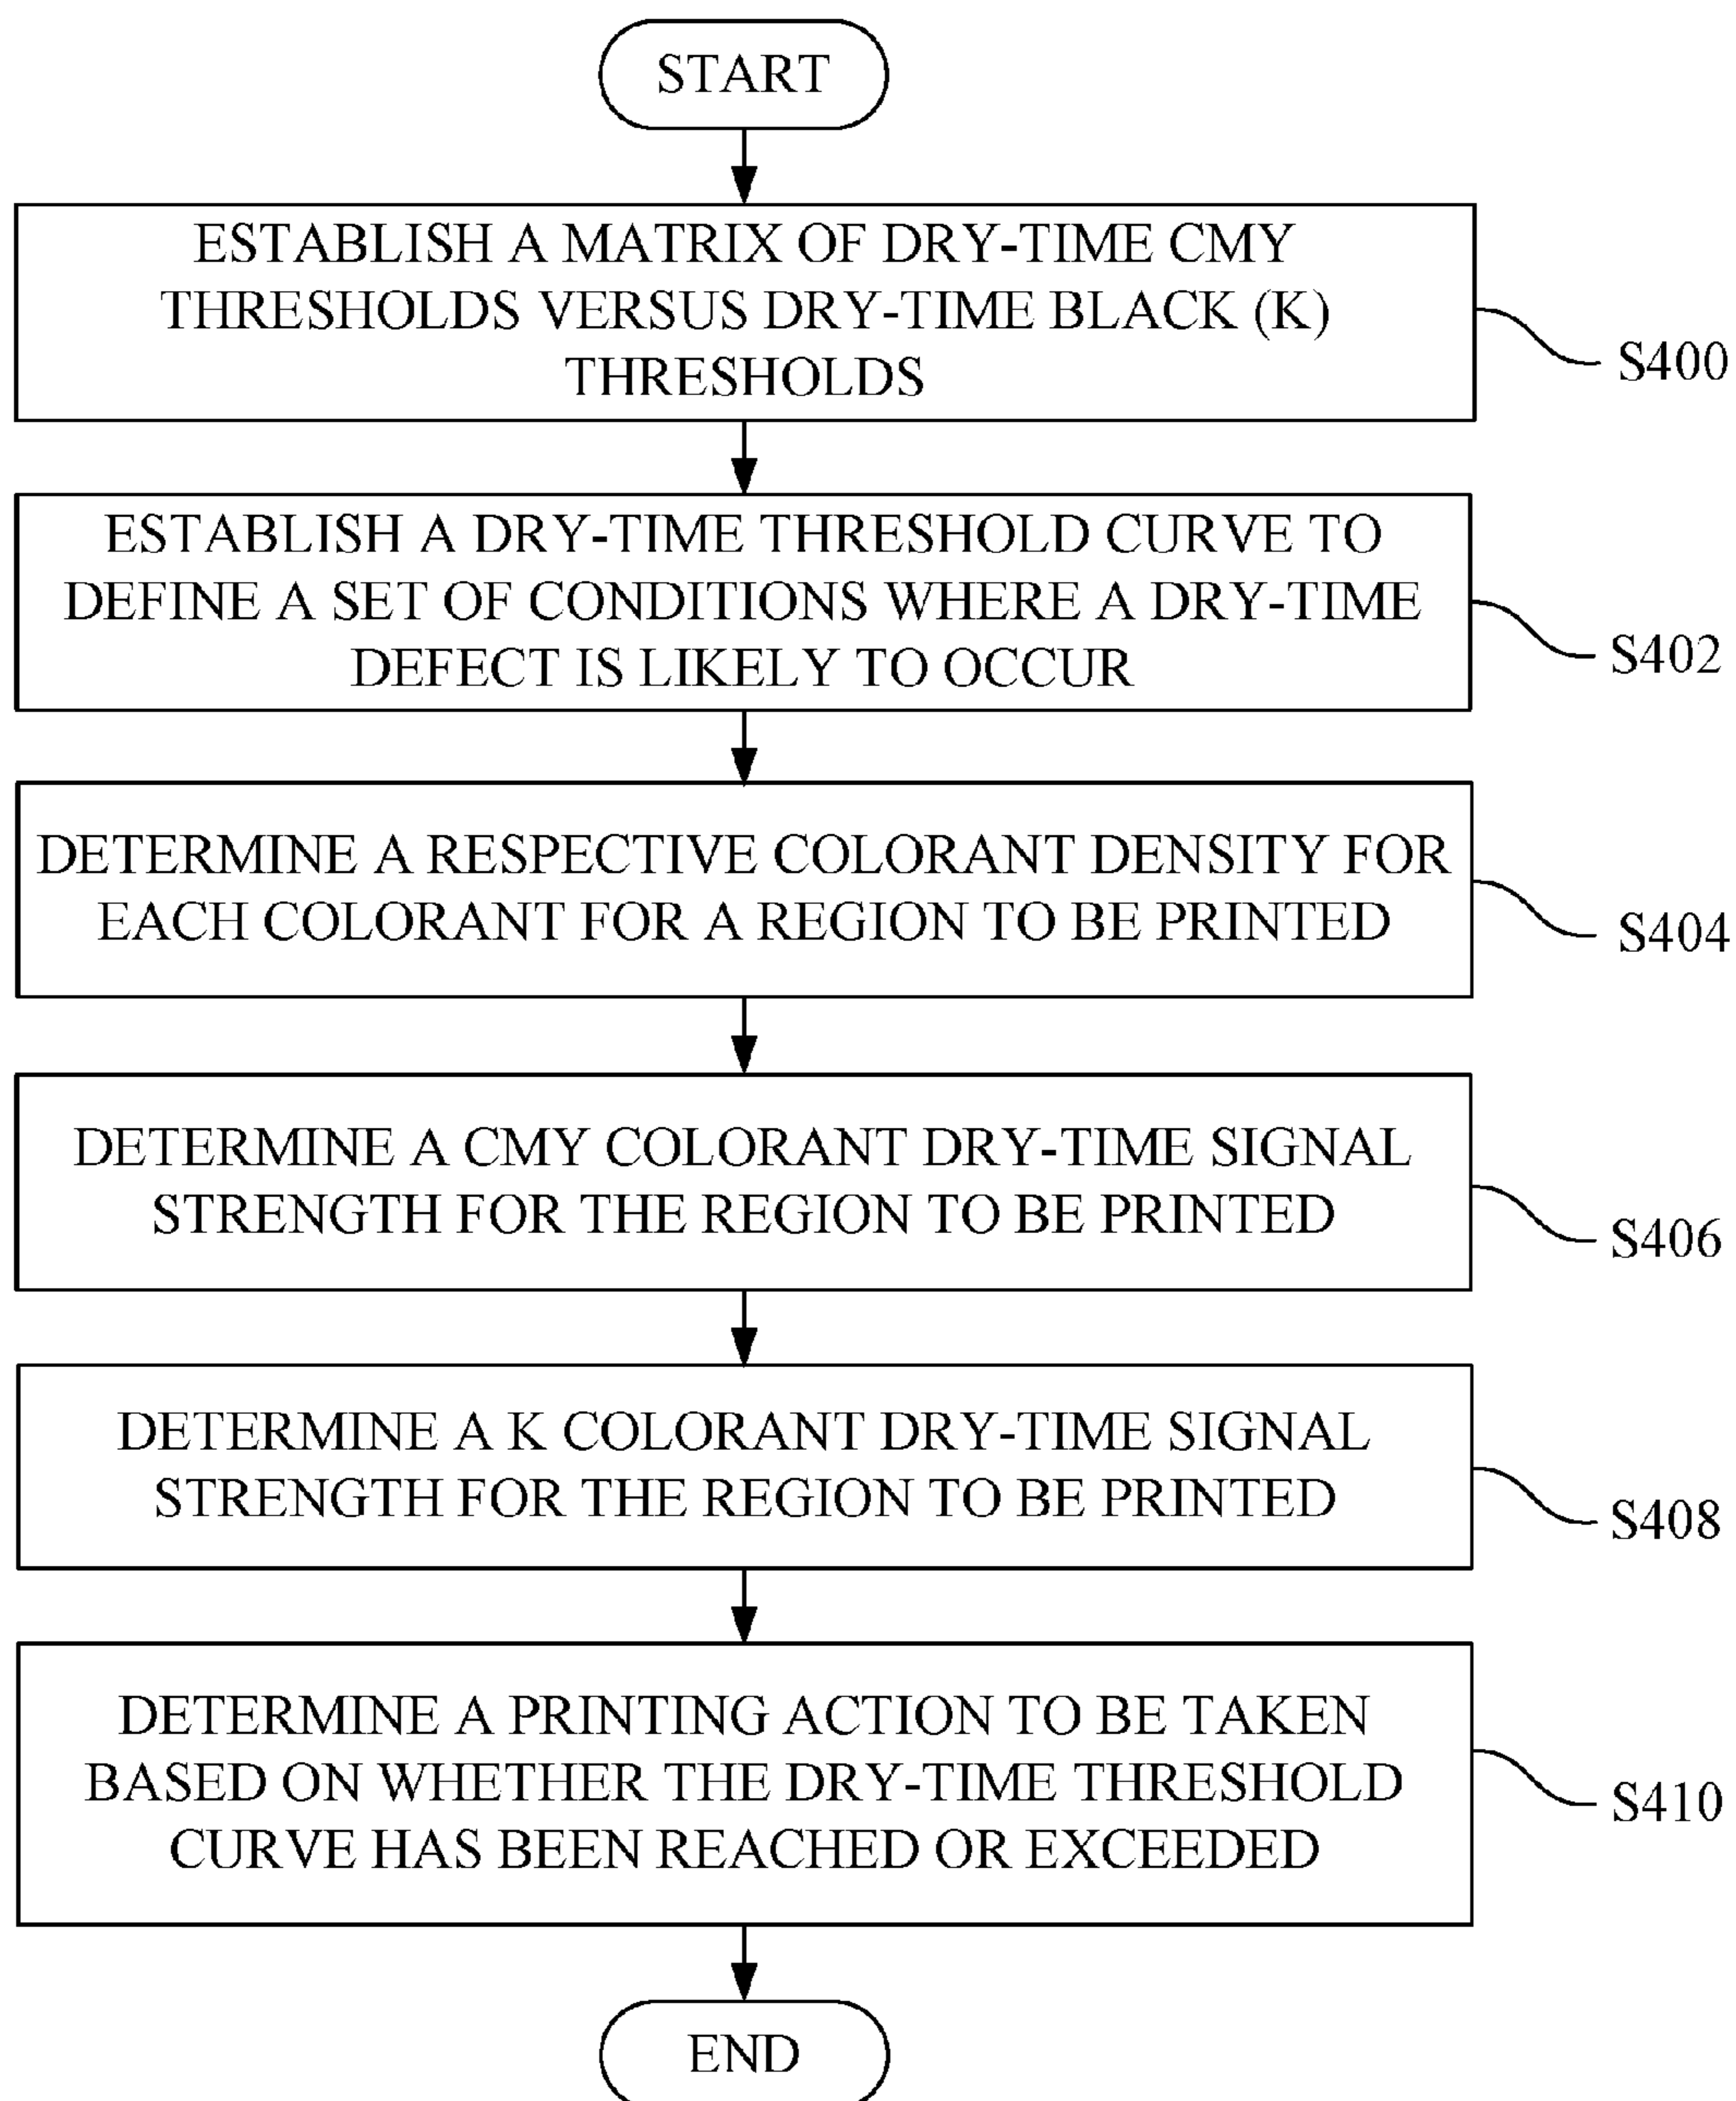 START
ESTABLISH A MATRIX OF DRY-TIME CMY
THRESHOLDS VERSUS DRY-TIME BLACK (K)
THRESHOLDS
S400
ESTABLISH A DRY-TIME THRESHOLD CURVE TO
DEFINE A SET OF CONDITIONS WHERE A DRY-TIME
DEFECT IS LIKELY TO OCCUR
S402
DETERMINE A RESPECTIVE COLORANT DENSITY FOR
EACH COLORANT FOR A REGION TO BE PRINTED
S404
DETERMINE A CMY COLORANT DRY-TIME SIGNAL
STRENGTH FOR THE REGION TO BE PRINTED
S406
DETERMINE A K COLORANT DRY-TIME SIGNAL
STRENGTH FOR THE REGION TO BE PRINTED
S408
DETERMINE A PRINTING ACTION TO BE TAKEN
BASED ON WHETHER THE DRY-TIME THRESHOLD
CURVE HAS BEEN REACHED OR EXCEEDED
S410
END